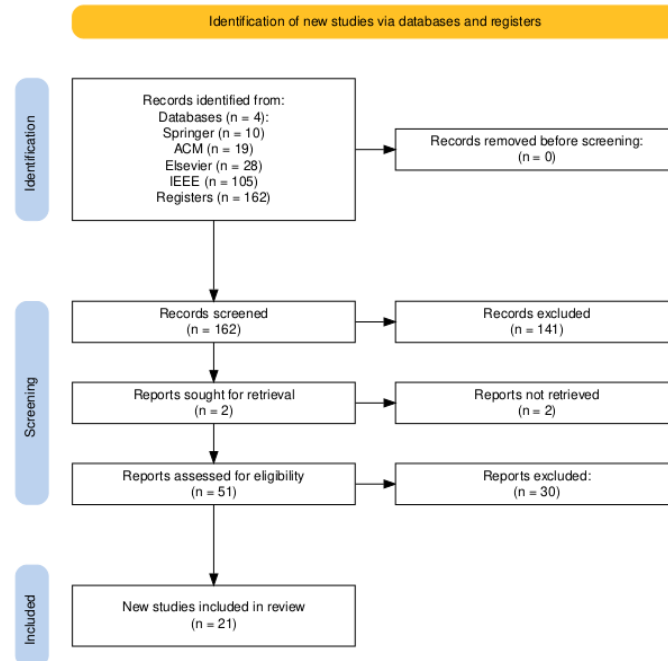 Identification of new studies via databases and registers
Identification
Records identified from:
Databases (n = 4):
Springer (n = 10)
ACM (n = 19)
Elsevier (n = 28)
IEEE (n = 105)
Registers (n = 162)
Records removed before screening:
(n = 0)
Screening
Records screened
(n = 162)
Records excluded
(n = 141)
Reports sought for retrieval
(n = 2)
Reports not retrieved
(n = 2)
Reports assessed for eligibility
(n = 51)
Reports excluded:
(n = 30)
Included
New studies included in review
(n = 21)